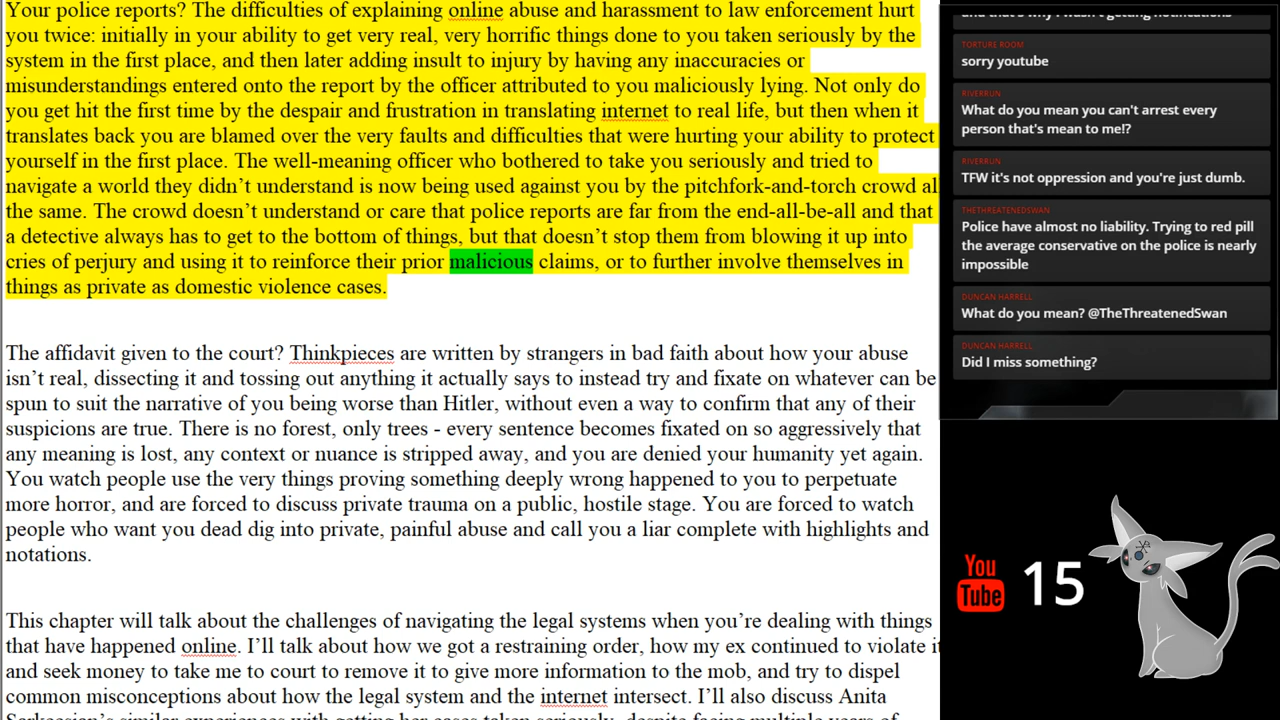 Your police reports? The difficulties of explaining online abuse and harassment to law enforcement hurt
you twice: initially in your ability to get very real, very horrific things done to you taken seriously by the
system in the first place, and then later adding insult to injury by having any inaccuracies or
misunderstandings entered onto the report by the officer attributed to you maliciously lying. Not only do
you get hit the first time by the despair and frustration in translating internet to real life, but then when it
translates back you are blamed over the very faults and difficulties that were hurting your ability to protect
yourself in the first place. The well-meaning officer who bothered to take you seriously and tried to
navigate a world they didn’t understand is now being used against you by the pitchfork-and-torch crowd al
the same. The crowd doesn’t understand or care that police reports are far from the end-all-be-all and that
a detective always has to get to the bottom of things, but that doesn’t stop them from blowing it up into
cries of perjury and using it to reinforce their prior malicious claims, or to further involve themselves in
things as private as domestic violence cases.
The affidavit given to the court? Thinkpieces are written by strangers in bad faith about how your abuse
isn’t real, dissecting it and tossing out anything it actually says to instead try and fixate on whatever can be
spun to suit the narrative of you being worse than Hitler, without even a way to confirm that any of their
suspicions are true. There is no forest, only trees - every sentence becomes fixated on so aggressively that
any meaning is lost, any context or nuance is stripped away, and you are denied your humanity yet again.
You watch people use the very things proving something deeply wrong happened to you to perpetuate
more horror, and are forced to discuss private trauma on a public, hostile stage. You are forced to watch
people who want you dead dig into private, painful abuse and call you a liar complete with highlights and
notations.
This chapter will talk about the challenges of navigating the legal systems when you’re dealing with things
that have happened online. I’ll talk about how we got a restraining order, how my ex continued to violate it
and seek money to take me to court to remove it to give more information to the mob, and try to dispel
common misconceptions about how the legal system and the internet intersect. I’ll also discuss Anita
Sarkeesian’s similar experiences with getting her cases taken seriously, despite facing multiple years of
and that's why I wasn't getting notifications
TORTURE ROOM
sorry youtube
RIVERRUN
What do you mean you can't arrest every
person that's mean to me!?
RIVERRUN
TFW it's not oppression and you're just dumb.
THETHREATENEDSWAN
Police have almost no liability. Trying to red pill
the average conservative on the police is nearly
impossible
DUNCAN HARRELL
What do you mean? @TheThreatenedSwan
DUNCAN HARRELL
Did I miss something?
You
Tube
15